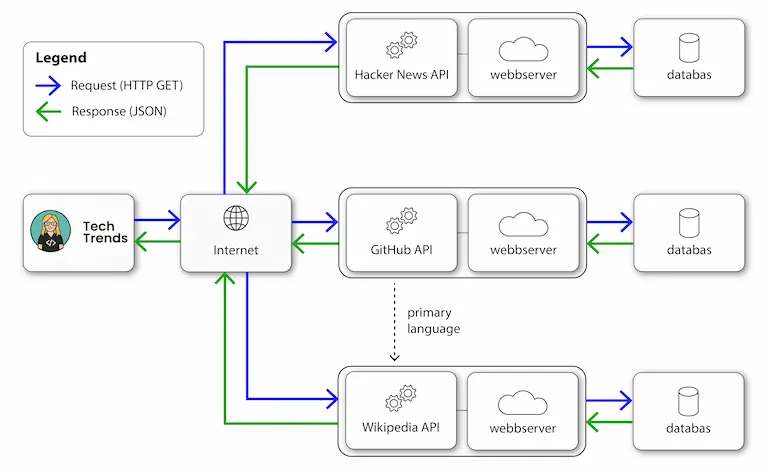 Legend
Request (HTTP GET)
Response (JSON)
Hacker News API
webbserver
databas
Tech
Trends
</>
Internet
GitHub API
webbserver
databas
primary
language
Wikipedia API
webbserver
databas